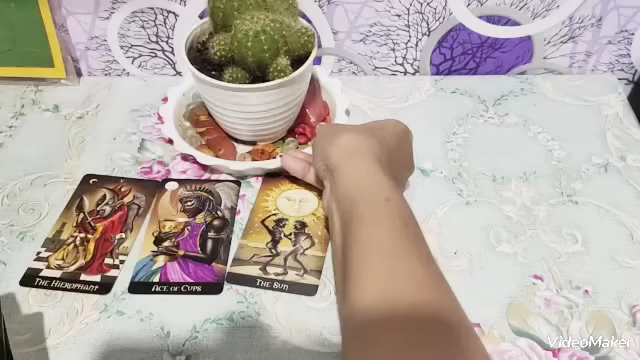 THE HIEROPHANT
ACE OF CUPS
THE SUN
VideoMaker